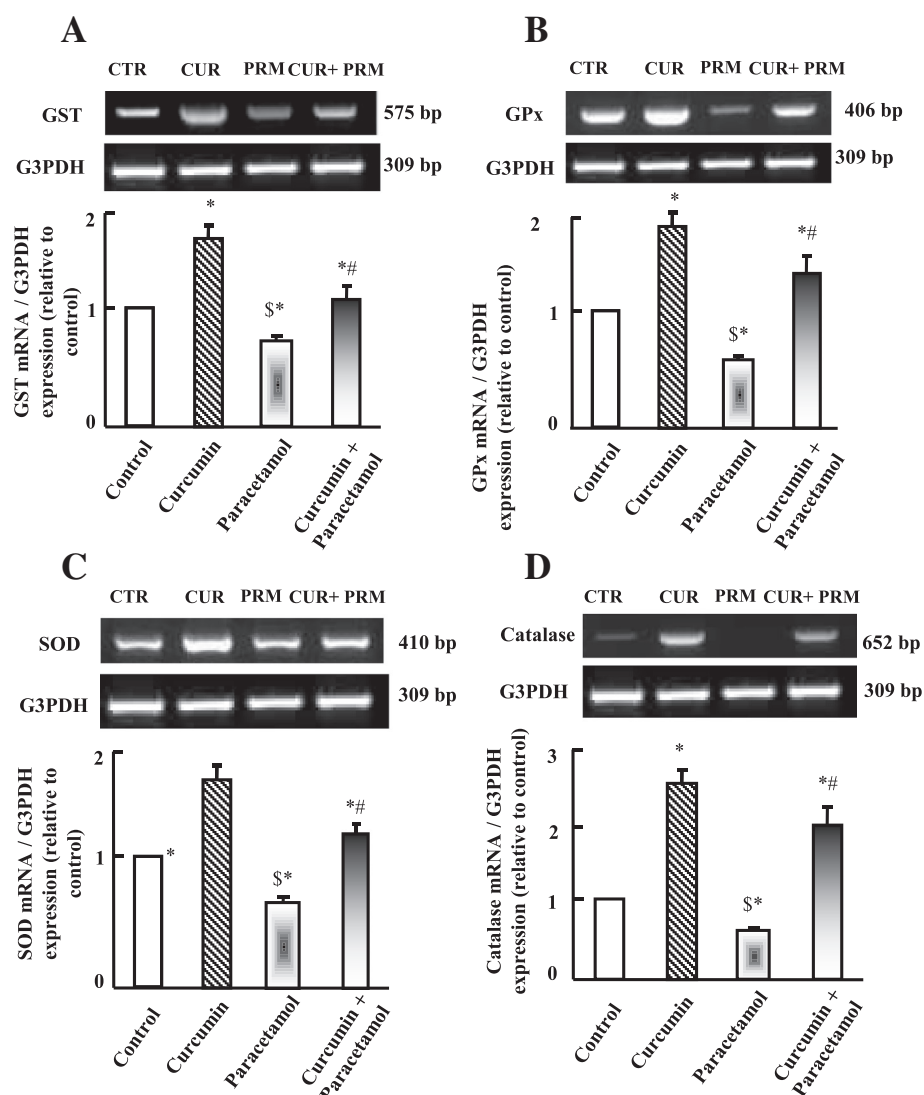 A
CTR CUR PRM CUR+ PRM
GST 575 bp
G3PDH 309 bp
GST mRNA / G3PDH
expression (relative to
control)
2
1
0
*
$*
*#
Control
Curcumin
Paracetamol
Curcumin +
Paracetamol
B
CTR CUR PRM CUR+ PRM
GPx 406 bp
G3PDH 309 bp
GPx mRNA / G3PDH
expression (relative to control)
2
1
0
*
$*
*#
Control
Curcumin
Paracetamol
Curcumin +
Paracetamol
C
CTR CUR PRM CUR+ PRM
SOD 410 bp
G3PDH 309 bp
SOD mRNA / G3PDH
expression (relative to
control)
2
1
0
*
$*
*#
Control
Curcumin
Paracetamol
Curcumin +
Paracetamol
D
CTR CUR PRM CUR+ PRM
Catalase 652 bp
G3PDH 309 bp
Catalase mRNA / G3PDH
expression (relative to control)
3
2
1
0
*
$*
*#
Control
Curcumin
Paracetamol
Curcumin +
Paracetamol